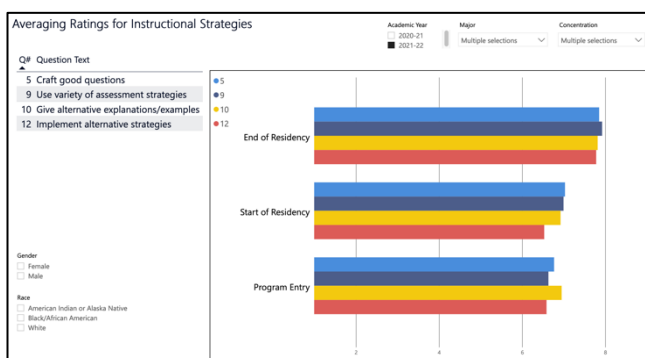 Averaging Ratings for Instructional Strategies
Academic Year
2020-21
2021-22
Major
Multiple selections
Concentration
Multiple selections
Q# Question Text
5 Craft good questions
9 Use variety of assessment strategies
10 Give alternative explanations/examples
12 Implement alternative strategies
5
9
10
12
End of Residency
Start of Residency
Program Entry
2
4
6
8
Gender
Female
Male
Race
American Indian or Alaska Native
Black/African American
White